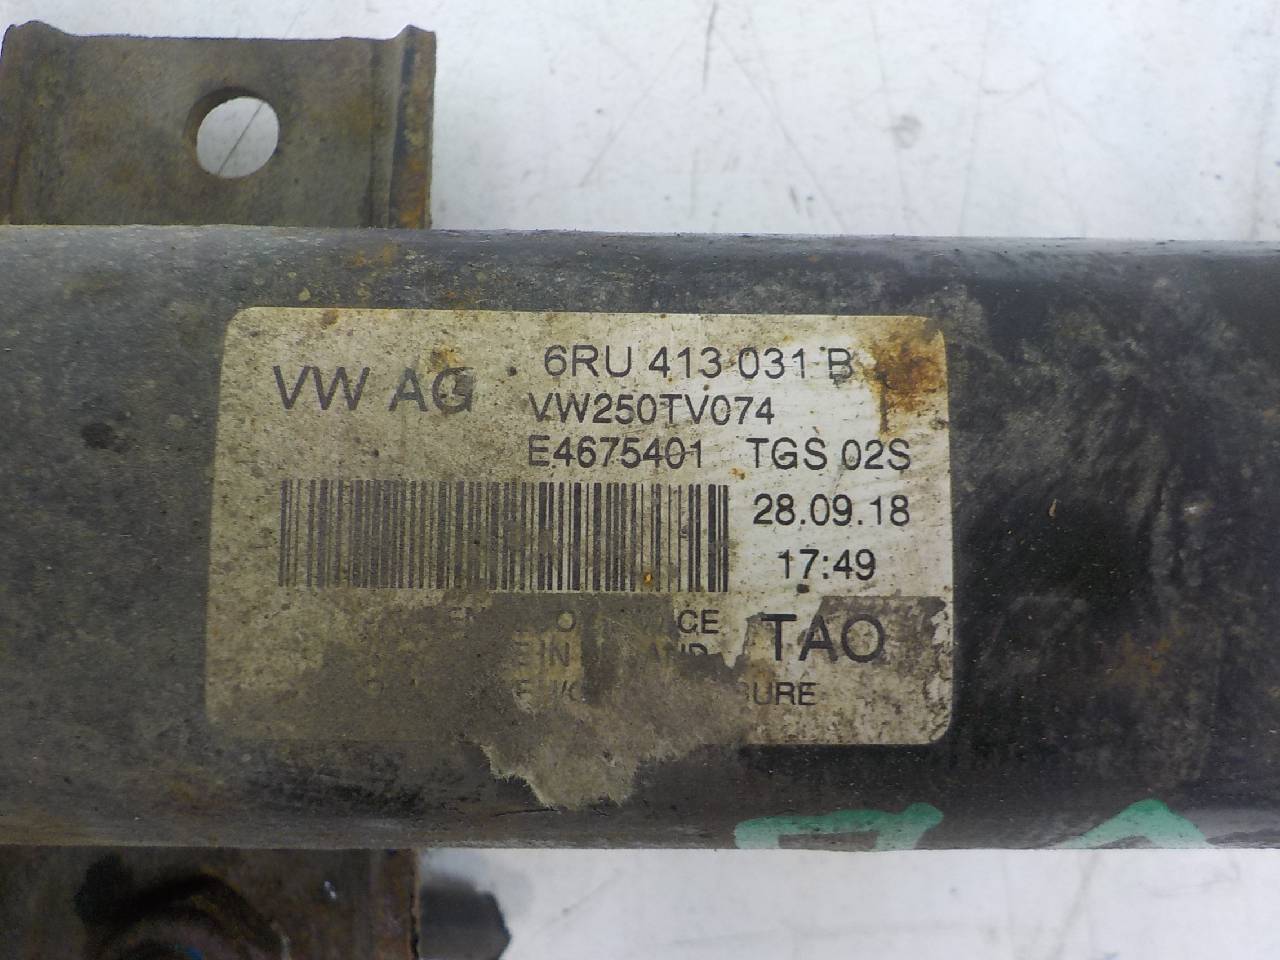 6RU 413 031 B
VW AG
VW250TV074
E4675401 TGS 02S
28.09.18
17:49
TAO